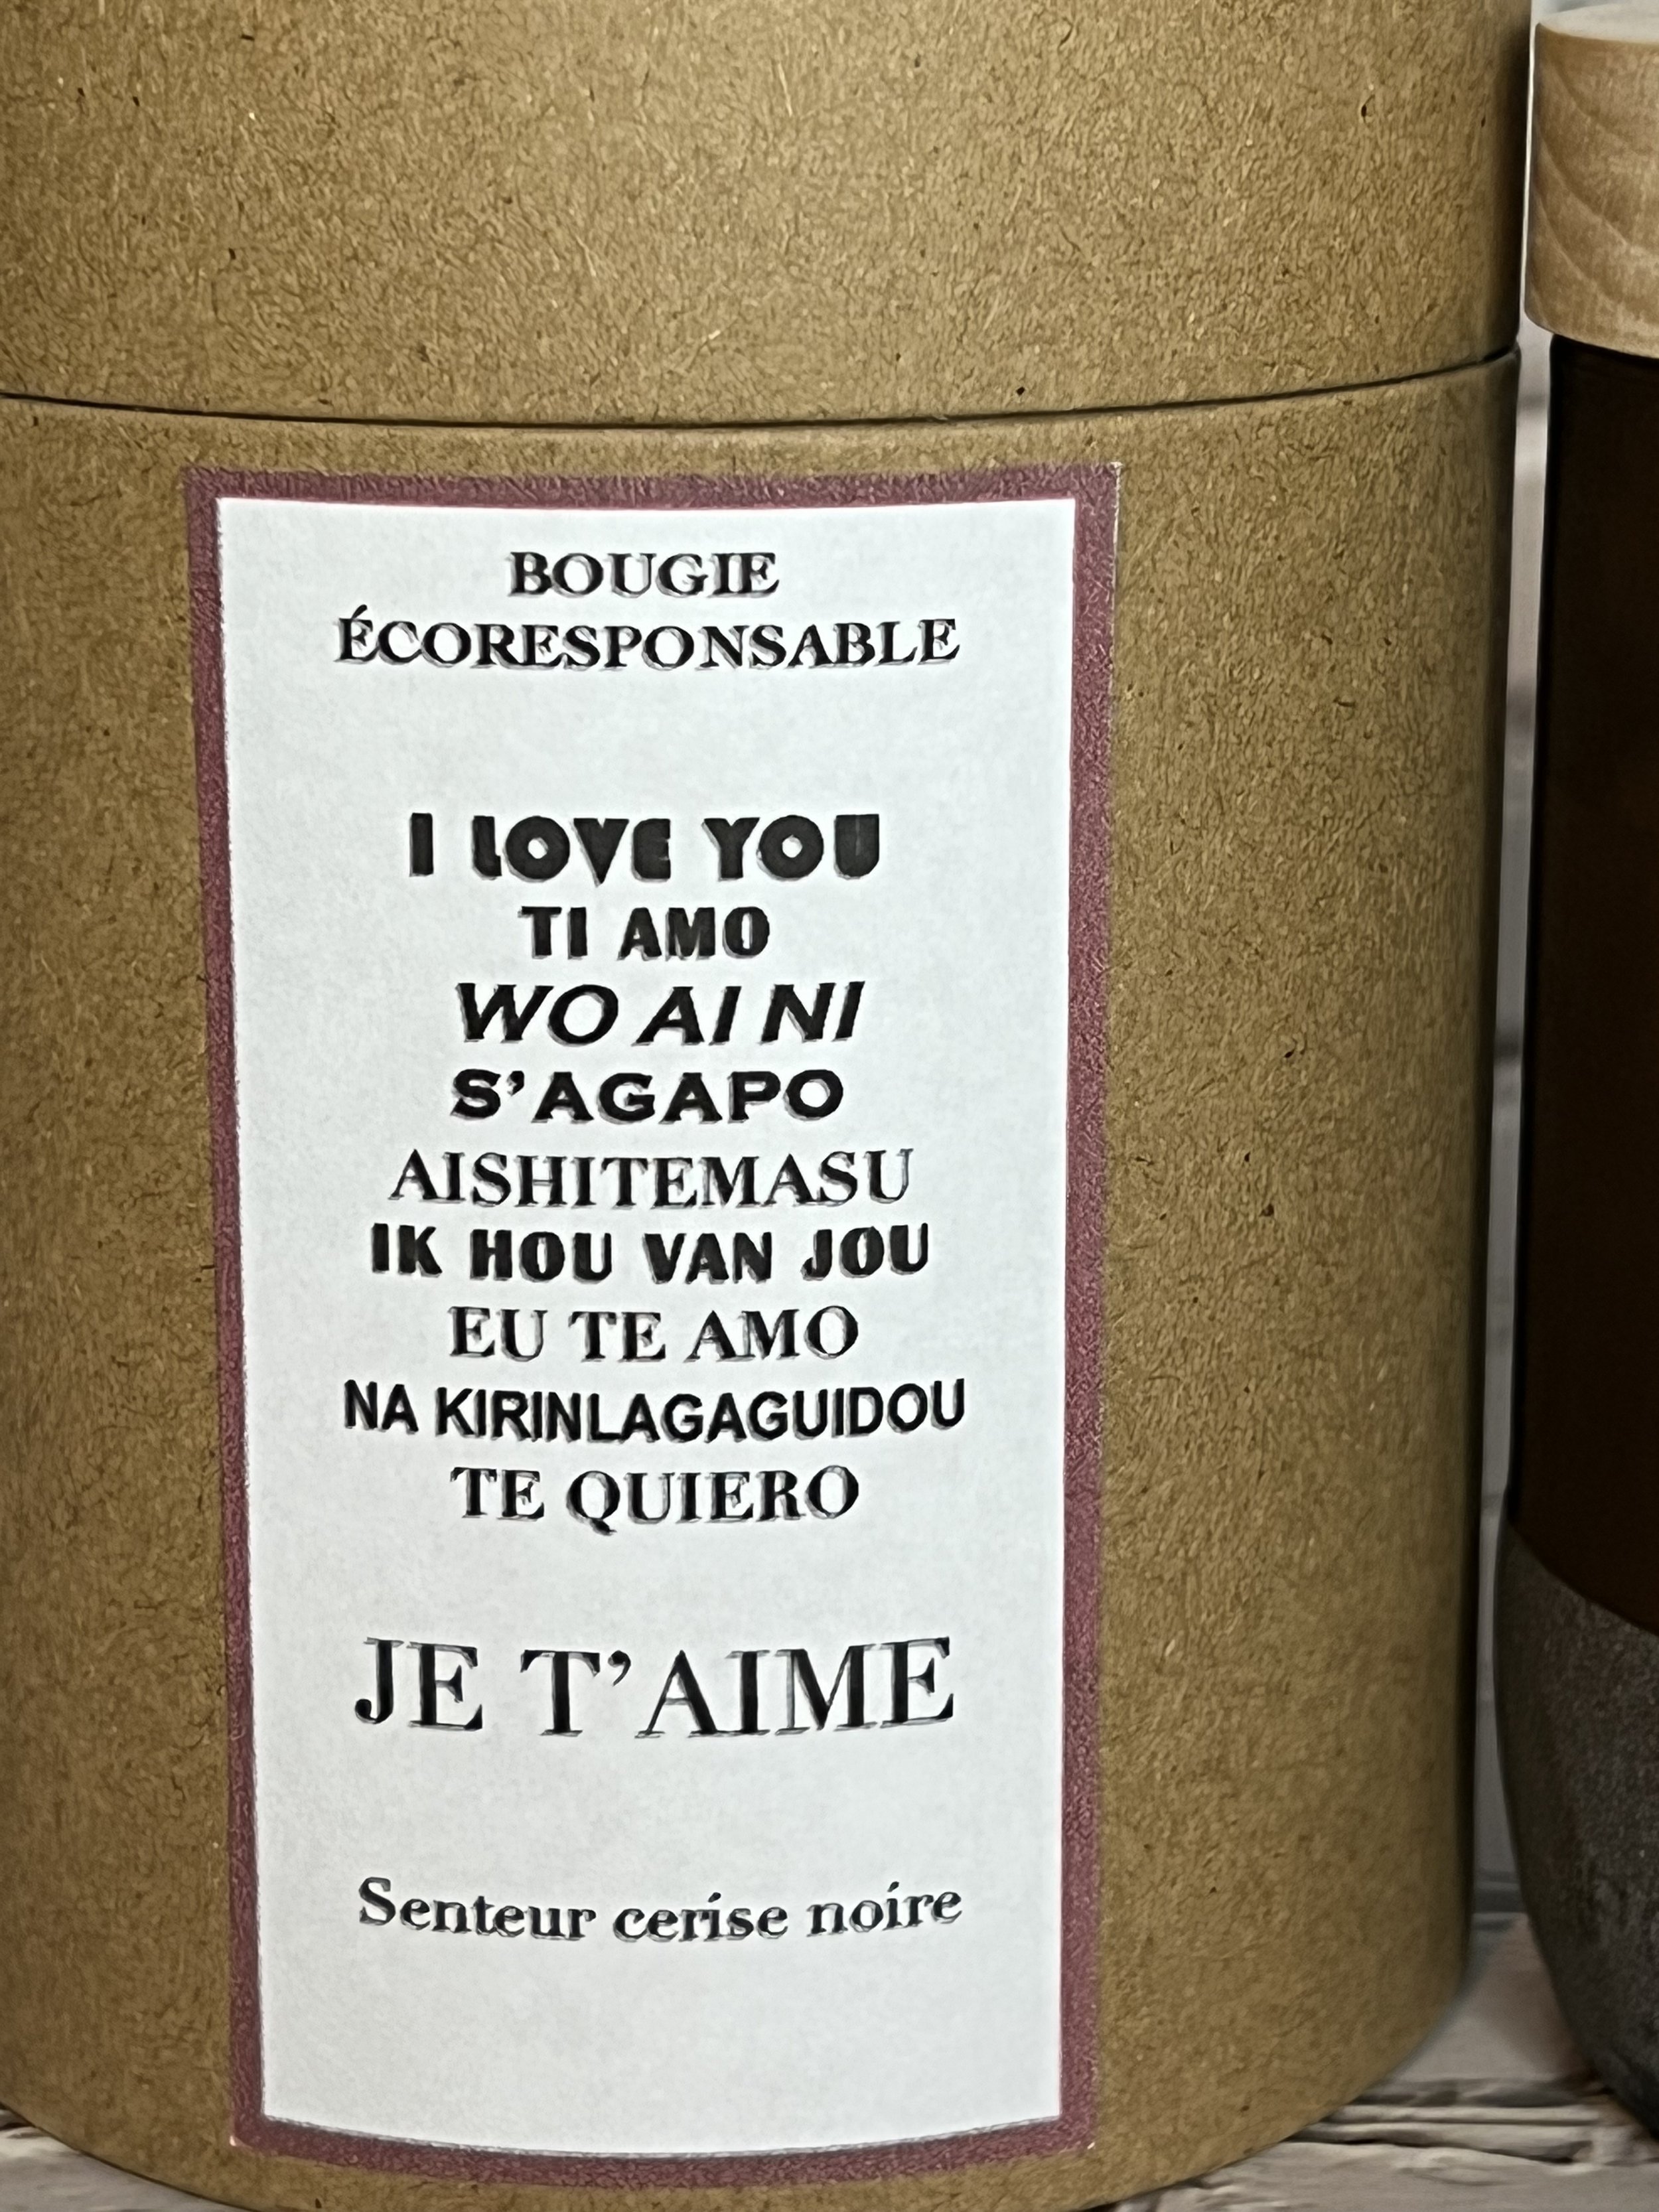 BOUGIE
ÉCORESPONSABLE
I LOVE YOU
TI AMO
WO AI NI
S'AGAPO
AISHITEMASU
IK HOU VAN JOU
EU TE AMO
NA KIRINLAGAGUIDOU
TE QUIERO
JE T'AIME
Senteur cerise noire